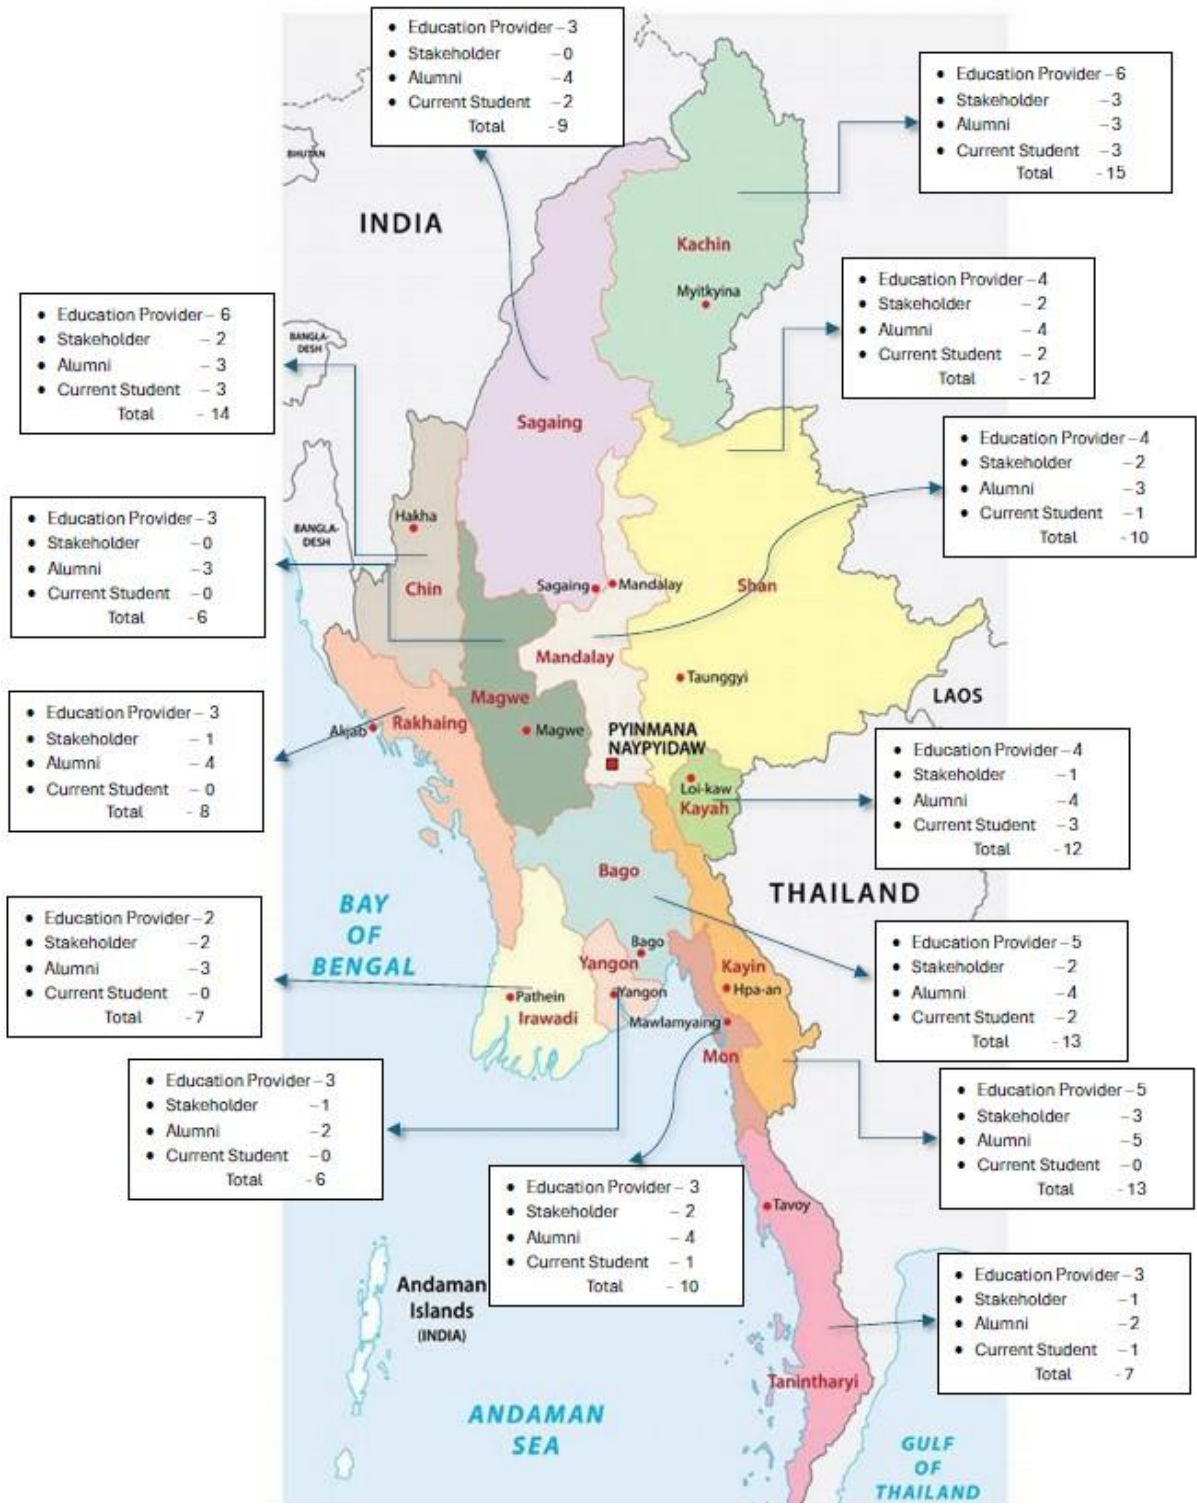 • Education Provider – 3
• Stakeholder – 0
• Alumni – 4
• Current Student – 2
Total - 9
• Education Provider – 6
• Stakeholder – 3
• Alumni – 3
• Current Student – 3
Total - 15
BHUTAN
INDIA
Kachin
Myitkyina
• Education Provider – 4
• Stakeholder – 2
• Alumni – 4
• Current Student – 2
Total - 12
• Education Provider – 6
• Stakeholder – 2
• Alumni – 3
• Current Student – 3
Total - 14
BANGLA-
DESH
Sagaing
• Education Provider – 4
• Stakeholder – 2
• Alumni – 3
• Current Student – 1
Total - 10
• Education Provider – 3
• Stakeholder – 0
• Alumni – 3
• Current Student – 0
Total - 6
Hakha
BANGLA-
DESH
Chin
Sagaing
Mandalay
Shan
Mandalay
Taunggyi
LAOS
Magwe
Magwe
Rakhaing
Akjab
PYINMANA
NAYPYIDAW
• Education Provider – 3
• Stakeholder – 1
• Alumni – 4
• Current Student – 0
Total - 8
Loi-kaw
Kayah
• Education Provider – 4
• Stakeholder – 1
• Alumni – 4
• Current Student – 3
Total - 12
Bago
THAILAND
BAY
OF
BENGAL
• Education Provider – 2
• Stakeholder – 2
• Alumni – 3
• Current Student – 0
Total - 7
Bago
Yangon
Yangon
Kayin
Hpa-an
Pathein
Irawadi
Mawlamyaing
Mon
• Education Provider – 5
• Stakeholder – 2
• Alumni – 4
• Current Student – 2
Total - 13
• Education Provider – 3
• Stakeholder – 1
• Alumni – 2
• Current Student – 0
Total - 6
• Education Provider – 5
• Stakeholder – 3
• Alumni – 5
• Current Student – 0
Total - 13
• Education Provider – 3
• Stakeholder – 2
• Alumni – 4
• Current Student – 1
Total - 10
Tavoy
Andaman
Islands
(INDIA)
• Education Provider – 3
• Stakeholder – 1
• Alumni – 2
• Current Student – 1
Total - 7
Tanintharyi
ANDAMAN
SEA
GULF
OF
THAILAND